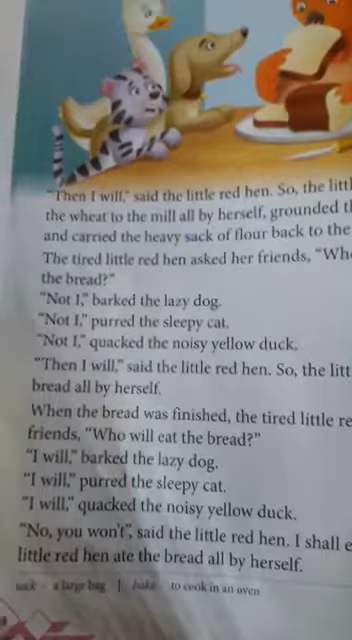 "Then I will," said the little red hen. So, the littl
the wheat to the mill all by herself, grounded t
and carried the heavy sack of flour back to the
The tired little red hen asked her friends, "Wh
the bread?"
"Not I," barked the lazy dog.
"Not I," purred the sleepy cat.
"Not I," quacked the noisy yellow duck.
"Then I will," said the little red hen. So, the litt
bread all by herself.
When the bread was finished, the tired little re
friends, "Who will eat the bread?"
"I will," barked the lazy dog.
"I will," purred the sleepy cat.
"I will," quacked the noisy yellow duck.
"No, you won't", said the little red hen. I shall e
little red hen ate the bread all by herself.
sack - a large bag | bake - to cook in an oven